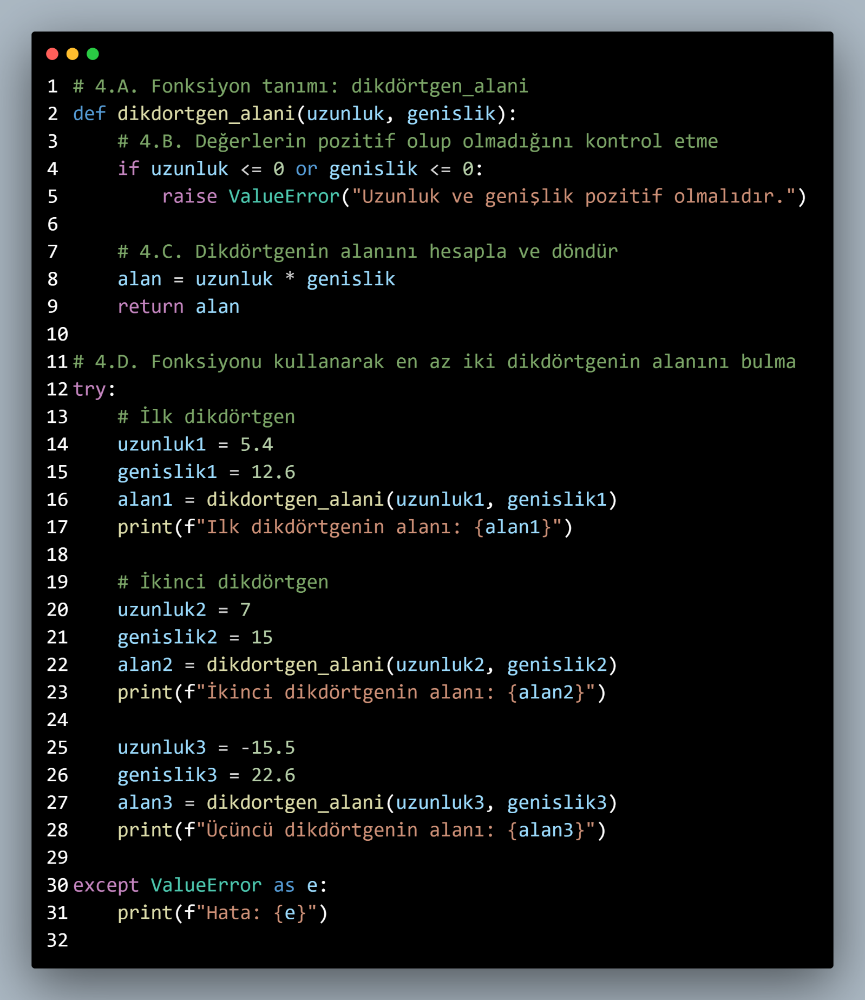 1 # 4.A. Fonksiyon tanımı: dikdörtgen_alani
2 def dikdortgen_alani(uzunluk, genislik):
3     # 4.B. Değerlerin pozitif olup olmadığını kontrol etme
4     if uzunluk <= 0 or genislik <= 0:
5         raise ValueError("Uzunluk ve genişlik pozitif olmalıdır.")
6
7     # 4.C. Dikdörtgenin alanını hesapla ve döndür
8     alan = uzunluk * genislik
9     return alan
10
11 # 4.D. Fonksiyonu kullanarak en az iki dikdörtgenin alanını bulma
12 try:
13     # İlk dikdörtgen
14     uzunluk1 = 5.4
15     genislik1 = 12.6
16     alan1 = dikdortgen_alani(uzunluk1, genislik1)
17     print(f"Ilk dikdörtgenin alanı: {alan1}")
18
19     # İkinci dikdörtgen
20     uzunluk2 = 7
21     genislik2 = 15
22     alan2 = dikdortgen_alani(uzunluk2, genislik2)
23     print(f"İkinci dikdörtgenin alanı: {alan2}")
24
25     uzunluk3 = -15.5
26     genislik3 = 22.6
27     alan3 = dikdortgen_alani(uzunluk3, genislik3)
28     print(f"Üçüncü dikdörtgenin alanı: {alan3}")
29
30 except ValueError as e:
31     print(f"Hata: {e}")
32